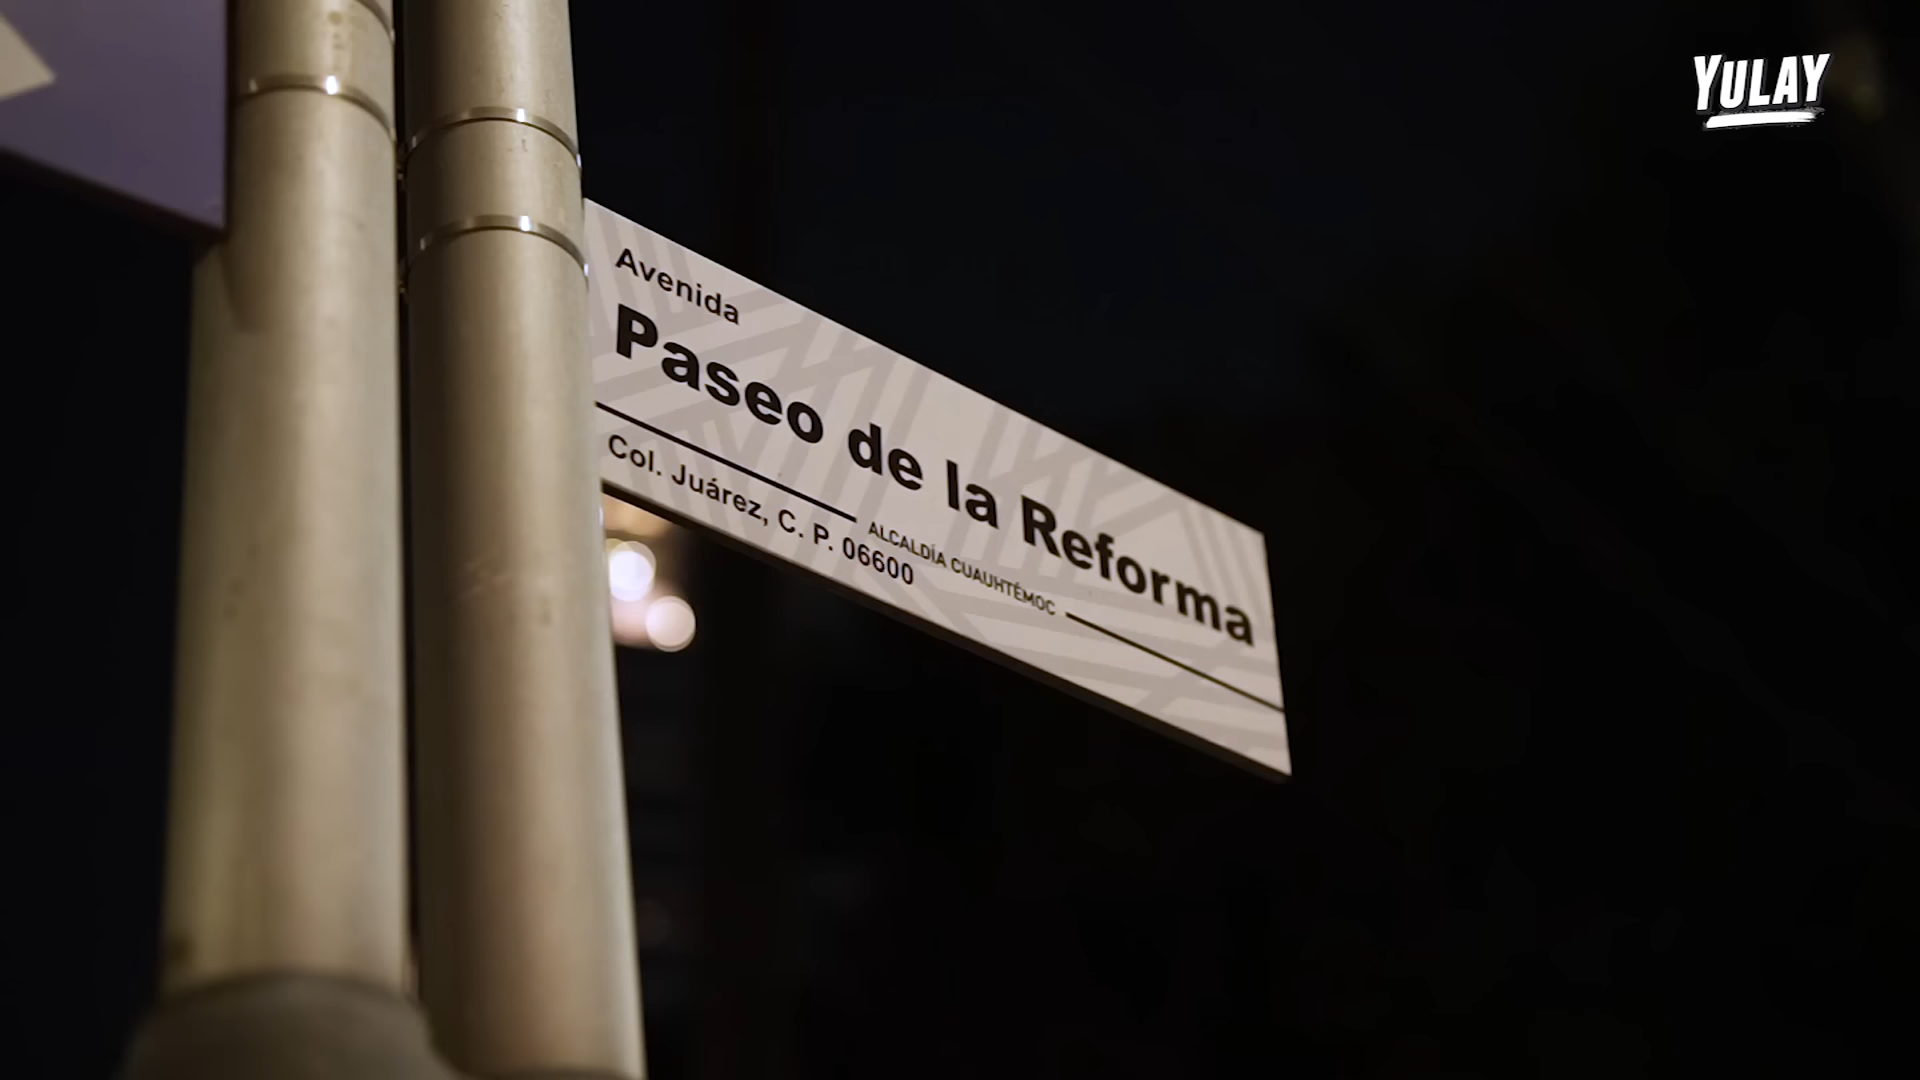 YULAY
Avenida
Paseo de la Reforma
ALCALDÍA CUAUHTÉMOC
Col. Juárez, C. P. 06600